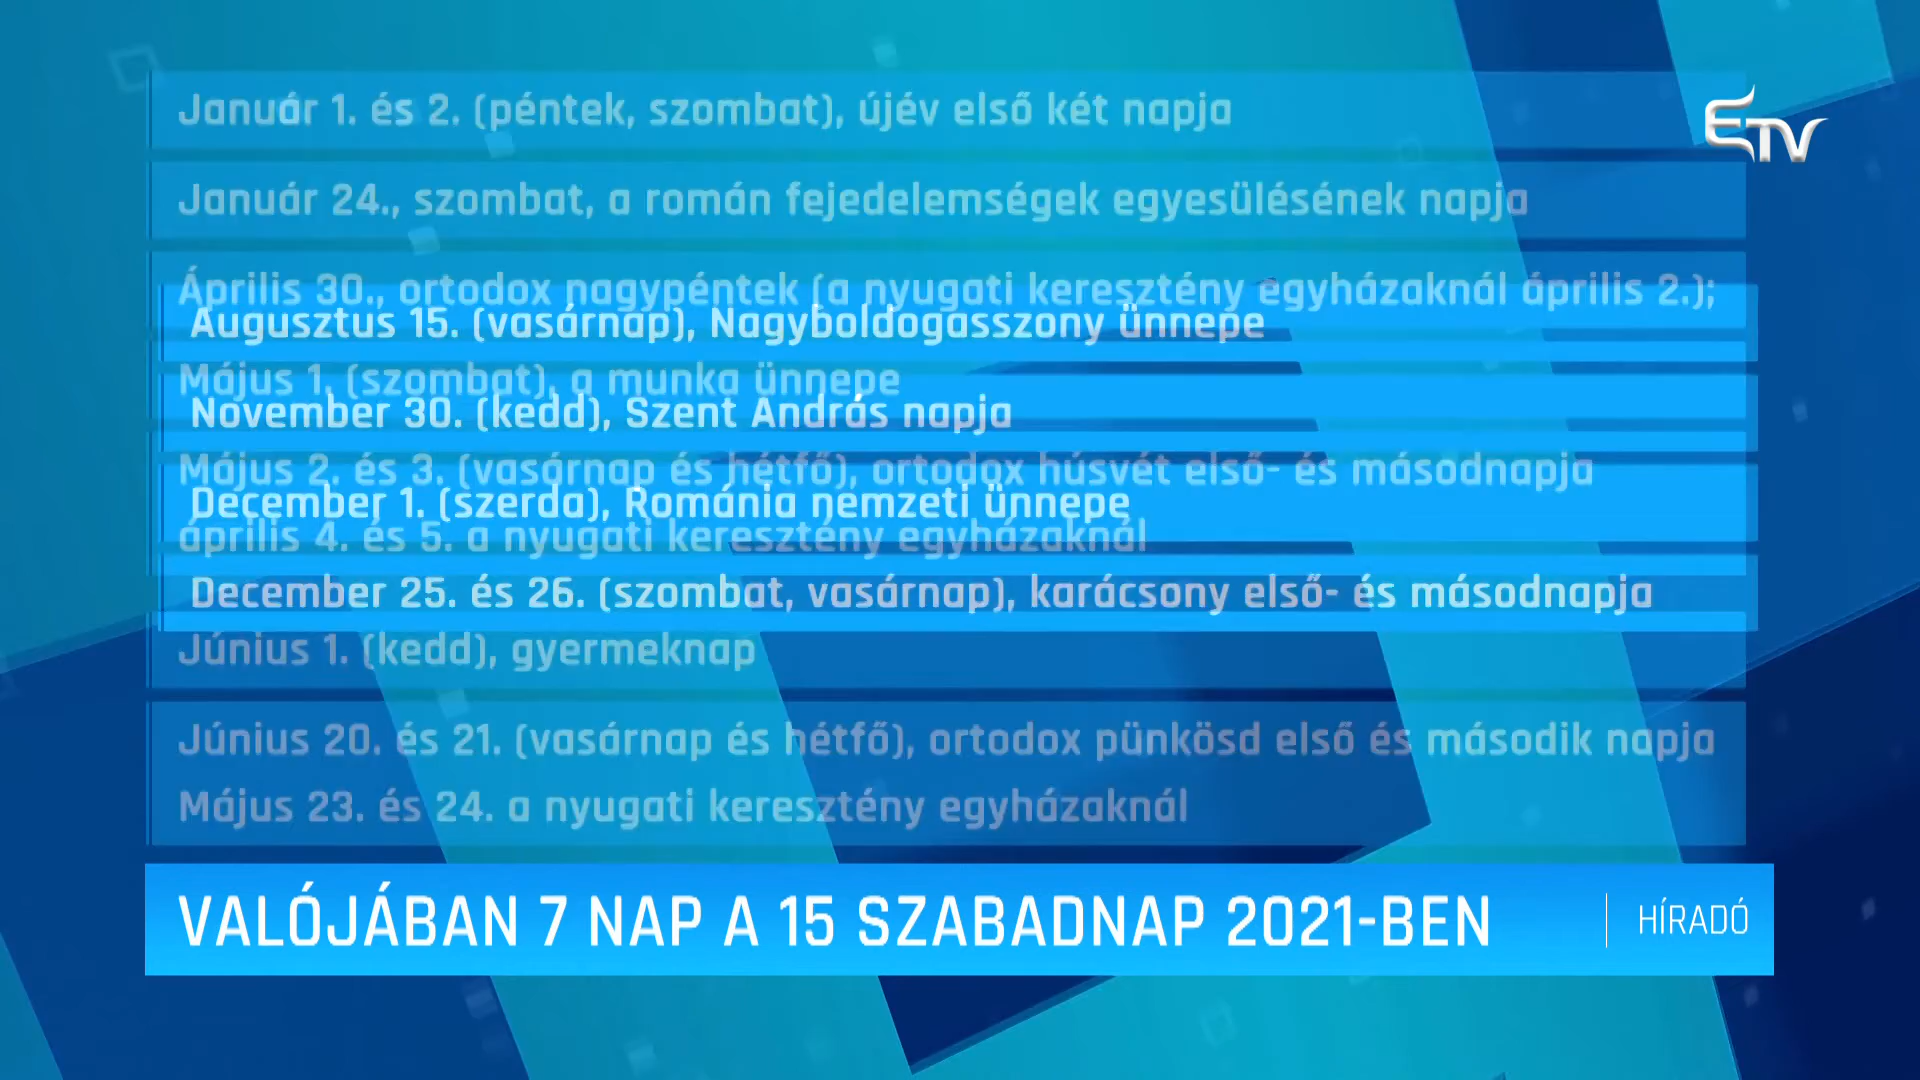 Január 1. és 2. (péntek, szombat), újév első két napja
ETV
Január 24., szombat, a román fejedelemségek egyesülésének napja
Április 30., ortodox nagypéntek (a nyugati keresztény egyházaknál április 2.);
Augusztus 15. (vasárnap), Nagyboldogasszony ünnepe
Május 1. (szombat), a munka ünnepe
November 30. (kedd), Szent András napja
Május 2. és 3. (vasárnap és hétfő), ortodox húsvét első- és másodnapja
December 1. (szerda), Románia nemzeti ünnepe
április 4. és 5. a nyugati keresztény egyházaknál
December 25. és 26. (szombat, vasárnap), karácsony első- és másodnapja
Június 1. (kedd), gyermeknap
Június 20. és 21. (vasárnap és hétfő), ortodox pünkösd első és második napja
Május 23. és 24. a nyugati keresztény egyházaknál
VALÓJÁBAN 7 NAP A 15 SZABADNAP 2021-BEN
HÍRADÓ